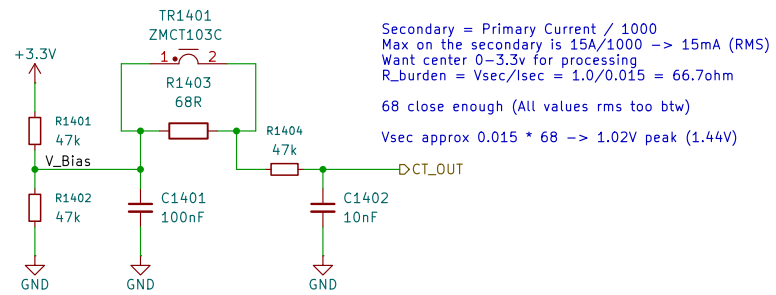 TR1401
ZMCT103C
Secondary = Primary Current / 1000
Max on the secondary is 15A/1000 -> 15mA (RMS)
Want center 0-3.3v for processing
R_burden = Vsec/Isec = 1.0/0.015 = 66.7ohm
68 close enough (All values rms too btw)
Vsec approx 0.015 * 68 -> 1.02V peak (1.44V)
+3.3V
1
2
R1403
68R
R1401
47k
V_Bias
R1404
47k
CT_OUT
R1402
47k
C1401
100nF
C1402
10nF
GND
GND
GND